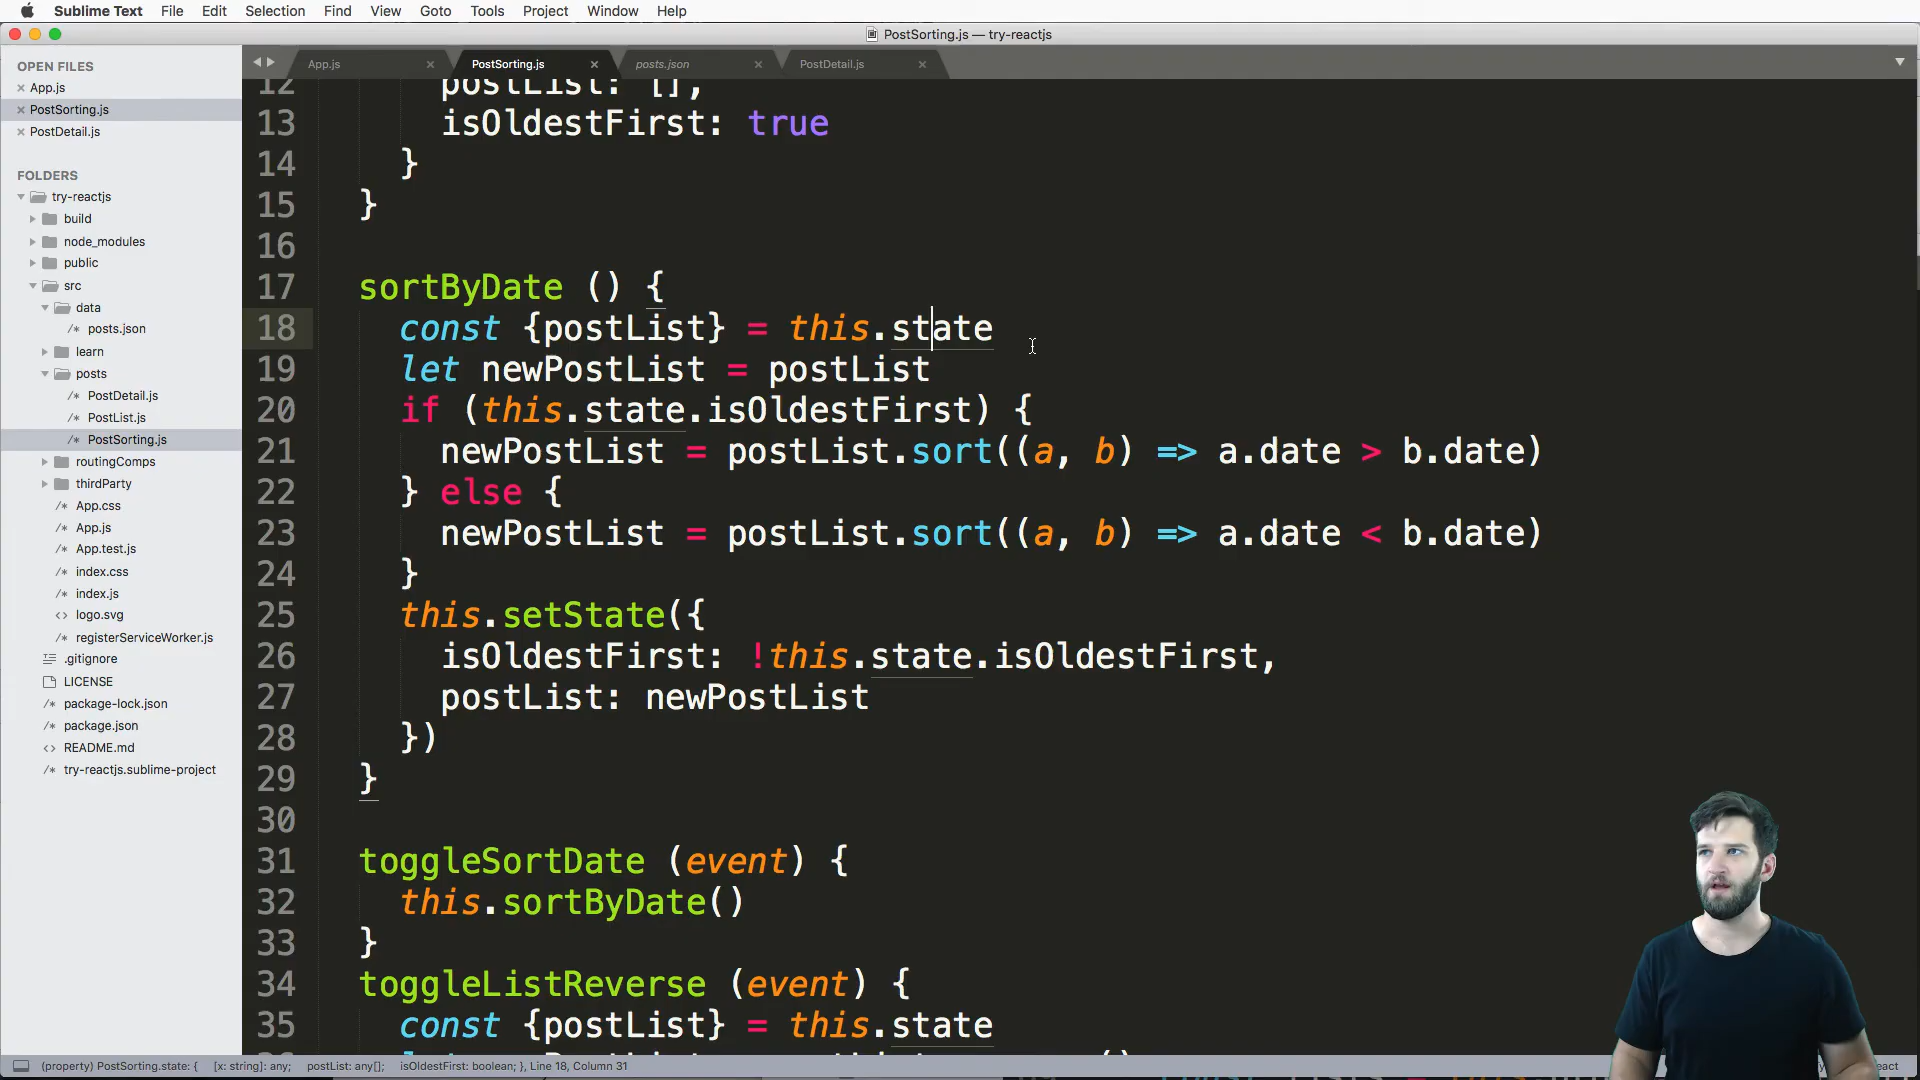 Sublime Text File Edit Selection Find View Goto Tools Project Window Help
PostSorting.js — try-reactjs
OPEN FILES
App.js
PostSorting.js
PostDetail.js
FOLDERS
try-reactjs
build
node_modules
public
src
data
/* posts.json
learn
posts
/* PostDetail.js
/* PostList.js
/* PostSorting.js
routingComps
thirdParty
/* App.css
/* App.js
/* App.test.js
/* index.css
/* index.js
<> logo.svg
/* registerServiceWorker.js
.gitignore
LICENSE
/* package-lock.json
/* package.json
<> README.md
/* try-reactjs.sublime-project
App.js PostSorting.js posts.json PostDetail.js
12 postList: [],
13 isOldestFirst: true
14 }
15 }
16
17 sortByDate () {
18 const {postList} = this.state
19 let newPostList = postList
20 if (this.state.isOldestFirst) {
21 newPostList = postList.sort((a, b) => a.date > b.date)
22 } else {
23 newPostList = postList.sort((a, b) => a.date < b.date)
24 }
25 this.setState({
26 isOldestFirst: !this.state.isOldestFirst,
27 postList: newPostList
28 })
29 }
30
31 toggleSortDate (event) {
32 this.sortByDate()
33 }
34 toggleListReverse (event) {
35 const {postList} = this.state
(property) PostSorting.state: { [x: string]: any; postList: any[]; isOldestFirst: boolean; }, Line 18, Column 31